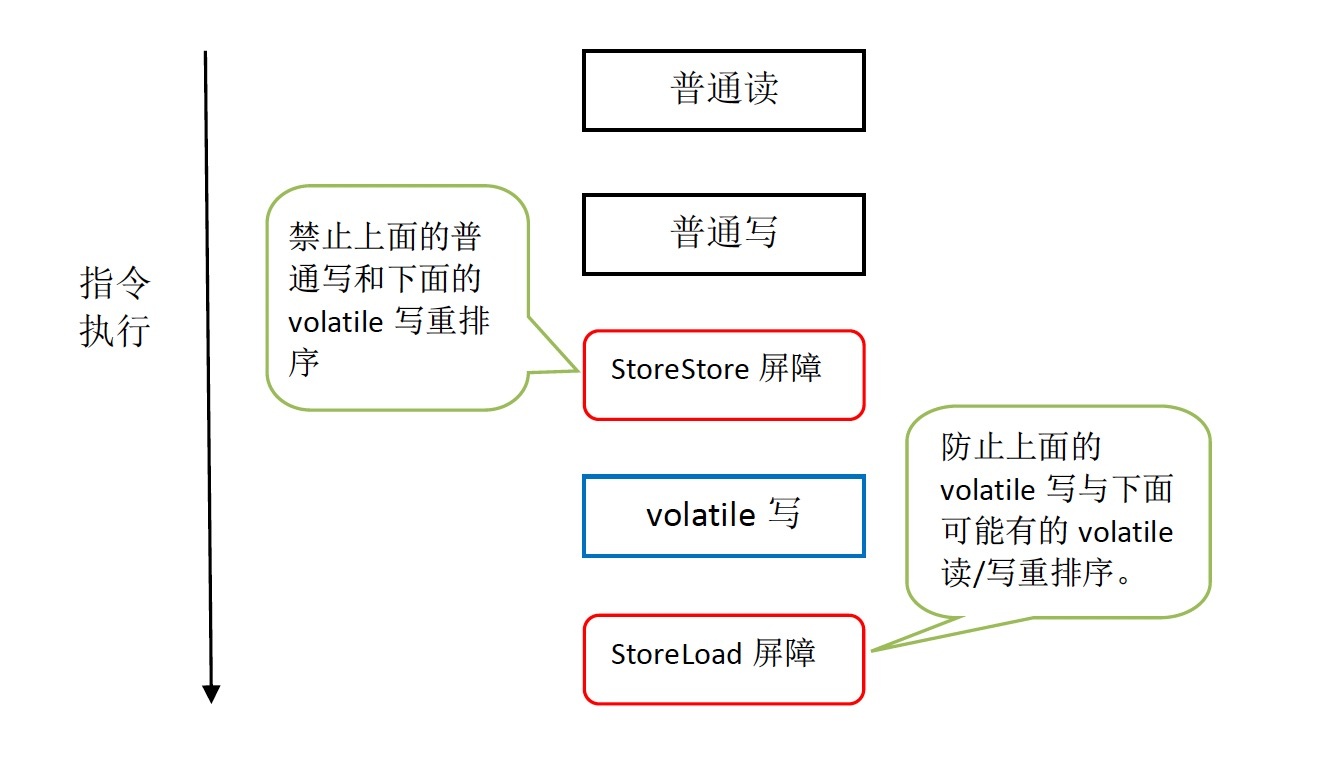 普通读
普通写
禁止上面的普
通写和下面的
volatile 写重排
序
指令
执行
StoreStore 屏障
防止上面的
volatile 写与下面
可能有的 volatile
读/写重排序。
volatile 写
StoreLoad 屏障